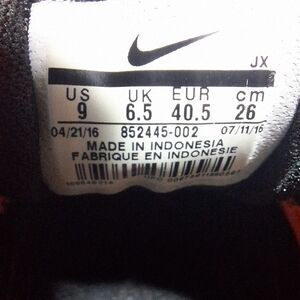 JX
US UK EUR cm
9 6.5 40.5 26
04/21/16 852445-002 07/11/16
MADE IN INDONESIA
FABRIQUE EN INDONESIE